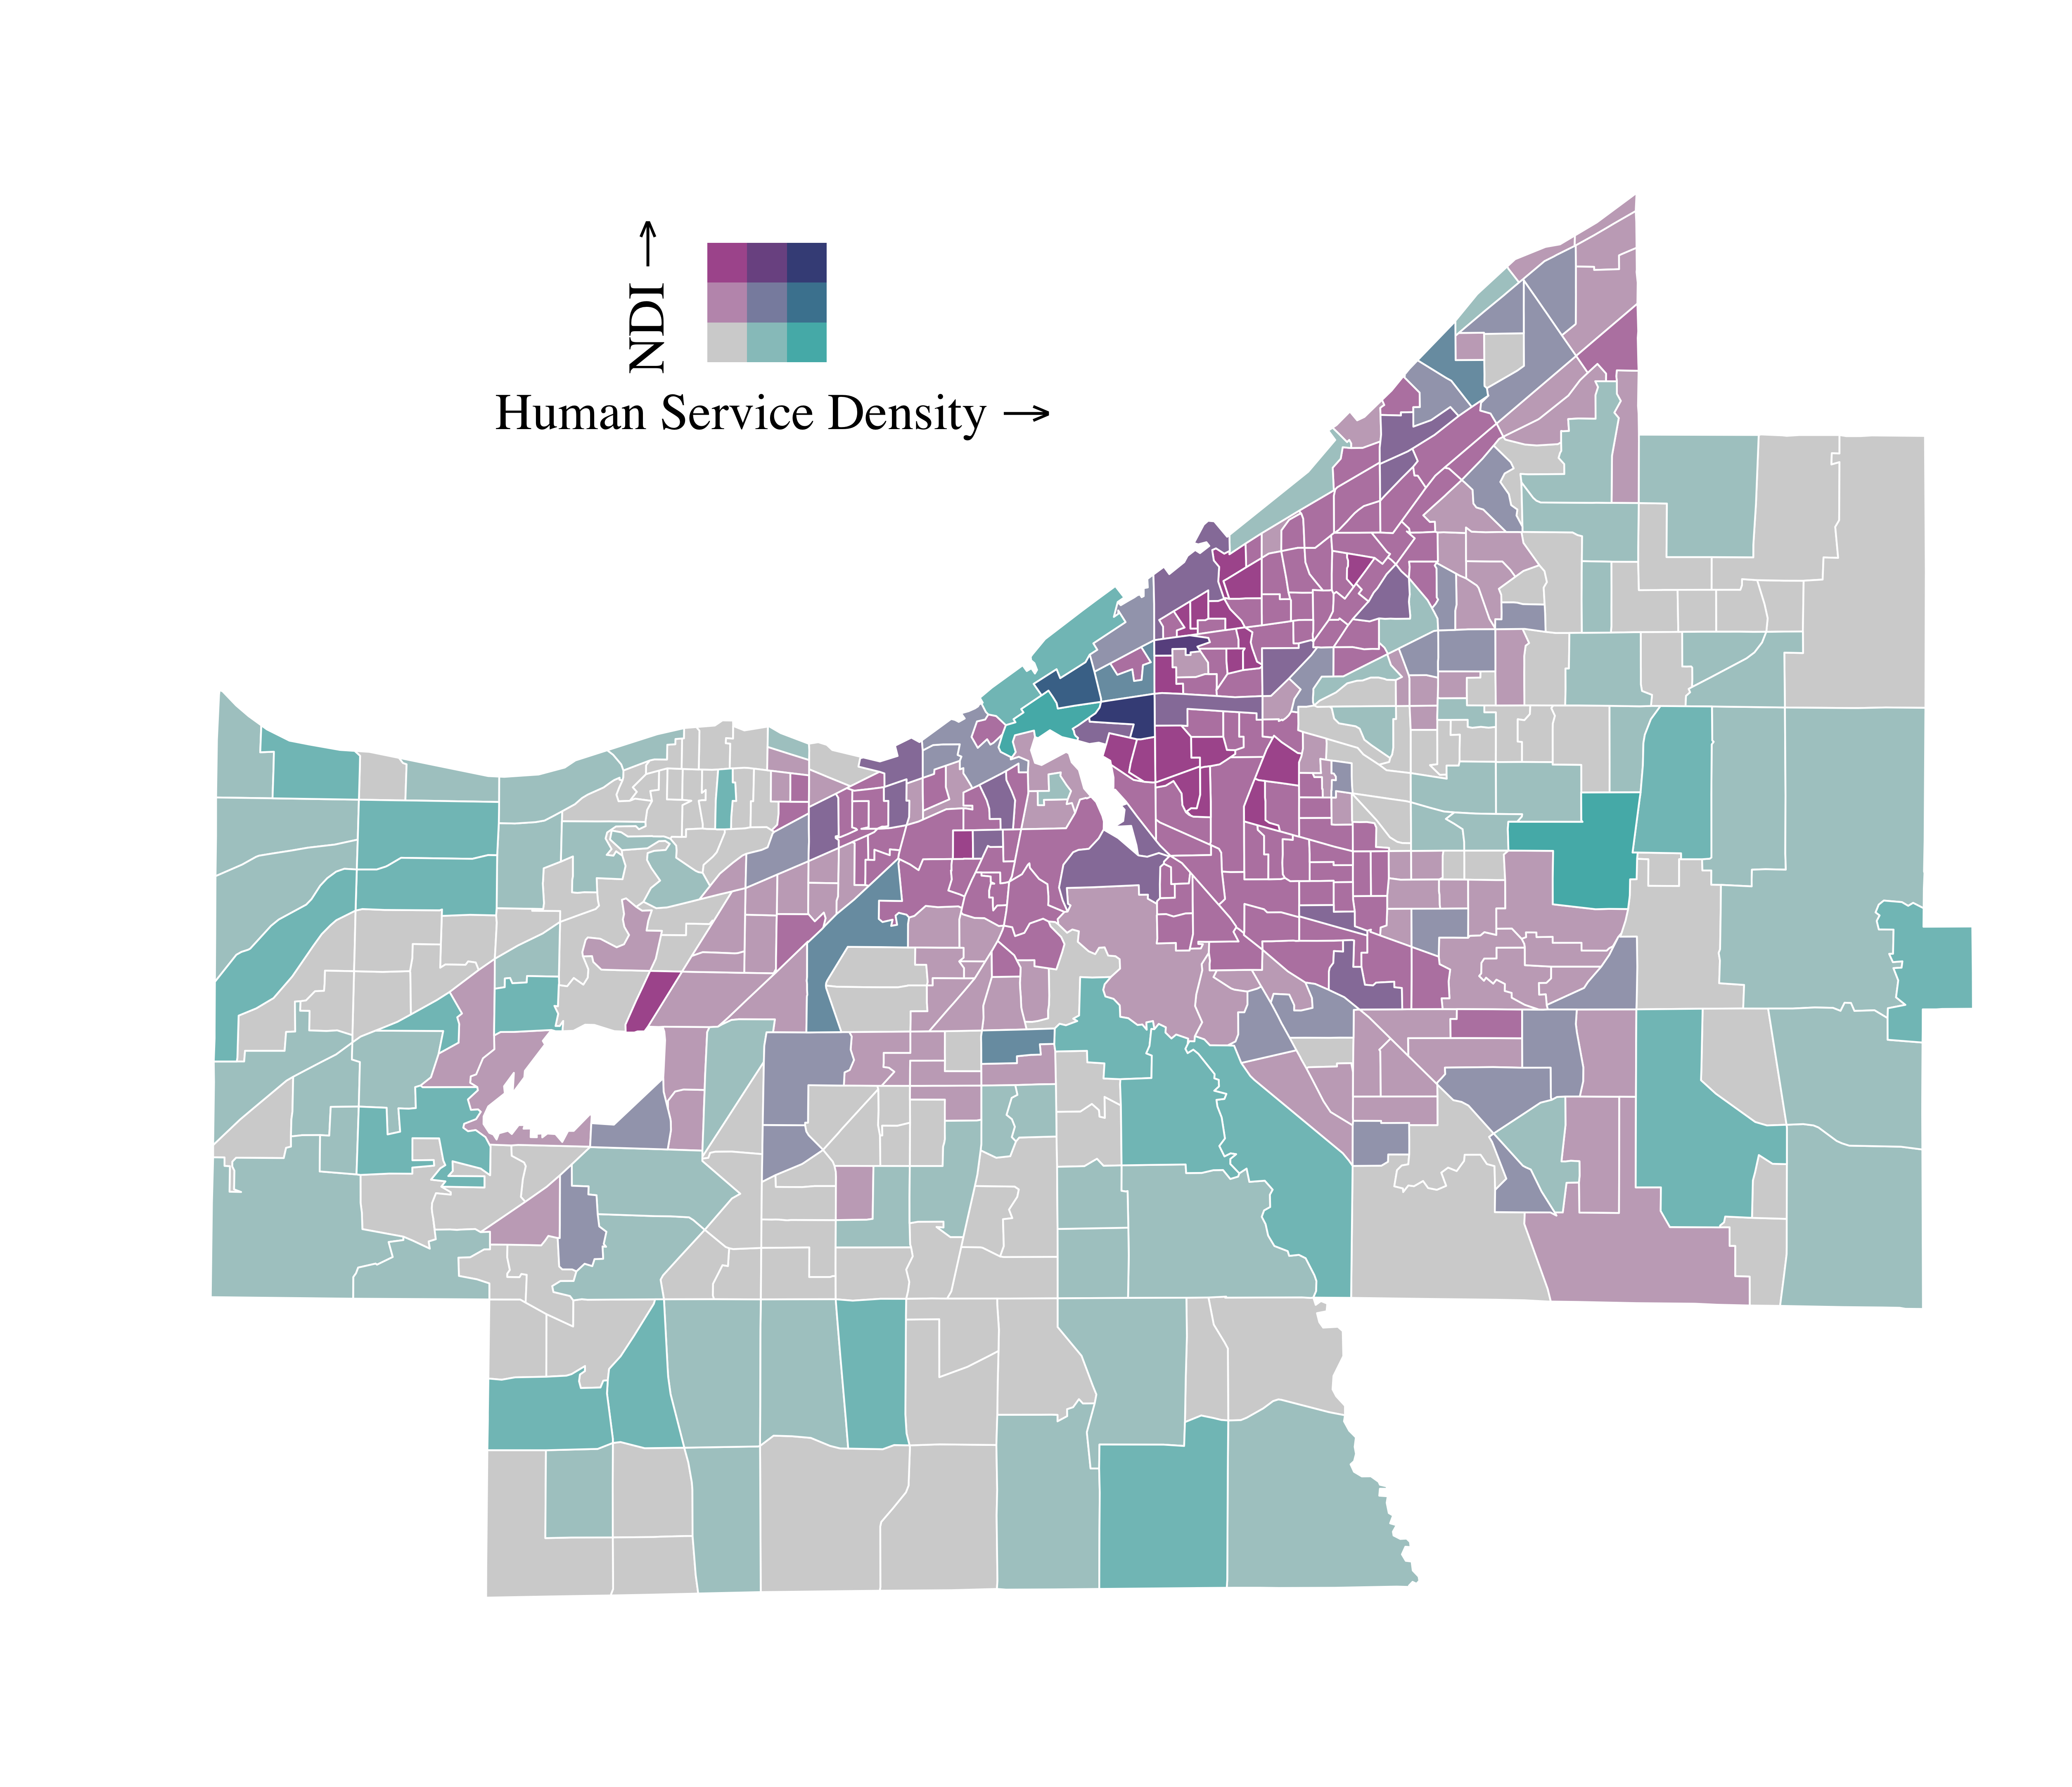 NDI →
Human Service Density →